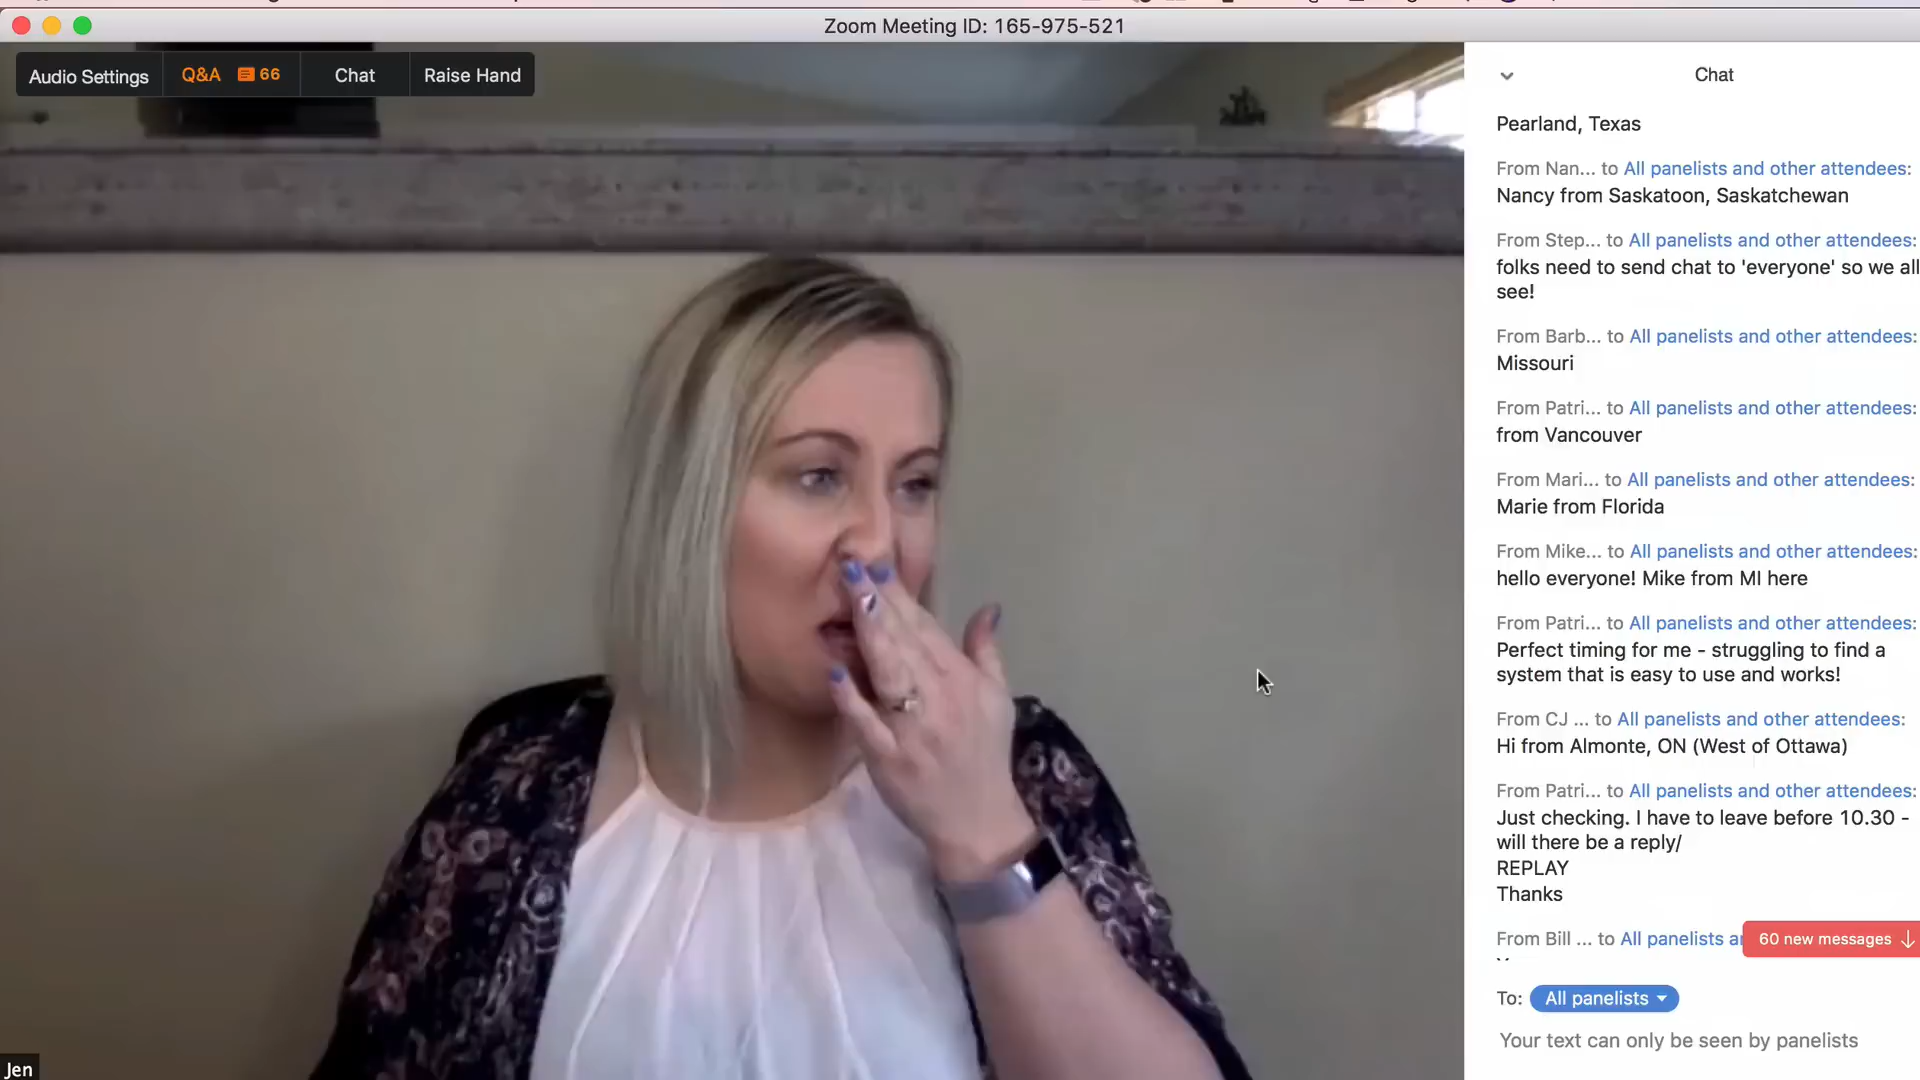 Zoom Meeting ID: 165-975-521
Audio Settings
Q&A
66
Chat
Raise Hand
Chat
Pearland, Texas
From Nan... to All panelists and other attendees:
Nancy from Saskatoon, Saskatchewan
From Step... to All panelists and other attendees:
folks need to send chat to 'everyone' so we all
see!
From Barb... to All panelists and other attendees:
Missouri
From Patri... to All panelists and other attendees:
from Vancouver
From Mari... to All panelists and other attendees:
Marie from Florida
From Mike... to All panelists and other attendees:
hello everyone! Mike from MI here
From Patri... to All panelists and other attendees:
Perfect timing for me - struggling to find a
system that is easy to use and works!
From CJ ... to All panelists and other attendees:
Hi from Almonte, ON (West of Ottawa)
From Patri... to All panelists and other attendees:
Just checking. I have to leave before 10.30 -
will there be a reply/
REPLAY
Thanks
From Bill ... to All panelists
60 new messages
To: All panelists
Your text can only be seen by panelists
Jen